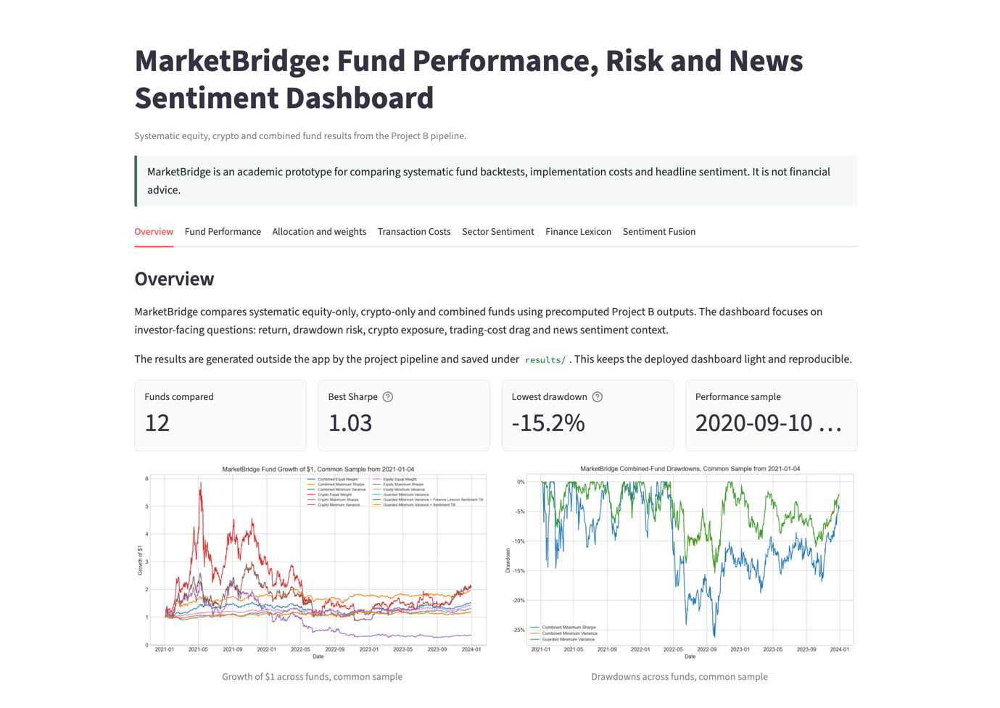 MarketBridge: Fund Performance, Risk and News
Sentiment Dashboard
Systematic equity, crypto and combined fund results from the Project B pipeline.
MarketBridge is an academic prototype for comparing systematic fund backtests, implementation costs and headline sentiment. It is not financial
advice.
Overview Fund Performance Allocation and weights Transaction Costs Sector Sentiment Finance Lexicon Sentiment Fusion
Overview
MarketBridge compares systematic equity-only, crypto-only and combined funds using precomputed Project B outputs. The dashboard focuses on
investor-facing questions: return, drawdown risk, crypto exposure, trading-cost drag and news sentiment context.
The results are generated outside the app by the project pipeline and saved under results/ . This keeps the deployed dashboard light and reproducible.
Funds compared
12
Best Sharpe ?
1.03
Lowest drawdown ?
-15.2%
Performance sample
2020-09-10 ...
MarketBridge Fund Growth of $1, Common Sample from 2021-01-04
Combined Equal Weight
Combined Maximum Sharpe
Combined Minimum Variance
Crypto Equal Weight
Crypto Maximum Sharpe
Crypto Minimum Variance
Equity Equal Weight
Equity Maximum Sharpe
Equity Minimum Variance
Guarded Minimum Variance
Guarded Minimum Variance + Finance Lexicon Sentiment Tilt
Guarded Minimum Variance + Sentiment Tilt
Growth of $1
6
5
4
3
2
1
0
2021-01 2021-05 2021-09 2022-01 2022-05 2022-09 2023-01 2023-05 2023-09 2024-01
Date
Growth of $1 across funds, common sample
MarketBridge Combined-Fund Drawdowns, Common Sample from 2021-01-04
Drawdown
0%
-5%
-10%
-15%
-20%
-25%
Combined Maximum Sharpe
Combined Minimum Variance
Guarded Minimum Variance
2021-01 2021-05 2021-09 2022-01 2022-05 2022-09 2023-01 2023-05 2023-09 2024-01
Date
Drawdowns across funds, common sample